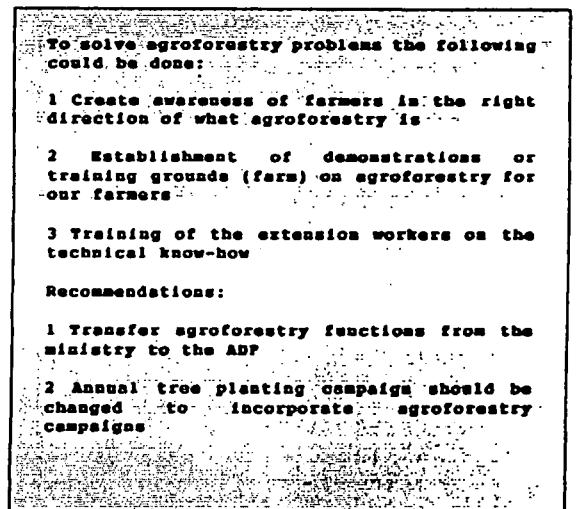 To solve agroforestry problems the following
could be done:
1 Create awareness of farmers in the right
direction of what agroforestry is
2 Establishment of demonstrations or
training grounds (farm) on agroforestry for
our farmers
3 Training of the extension workers on the
technical know-how
Recommendations:
1 Transfer agroforestry functions from the
ministry to the ADP
2 Annual tree planting campaign should be
changed to incorporate agroforestry
campaigns